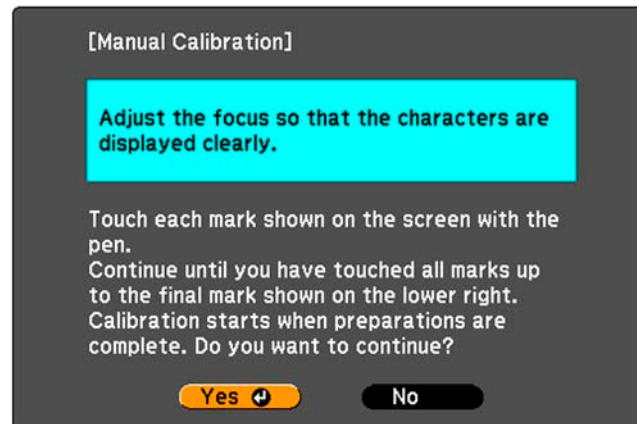 [Manual Calibration]
Adjust the focus so that the characters are
displayed clearly.
Touch each mark shown on the screen with the
pen.
Continue until you have touched all marks up
to the final mark shown on the lower right.
Calibration starts when preparations are
complete. Do you want to continue?
Yes No